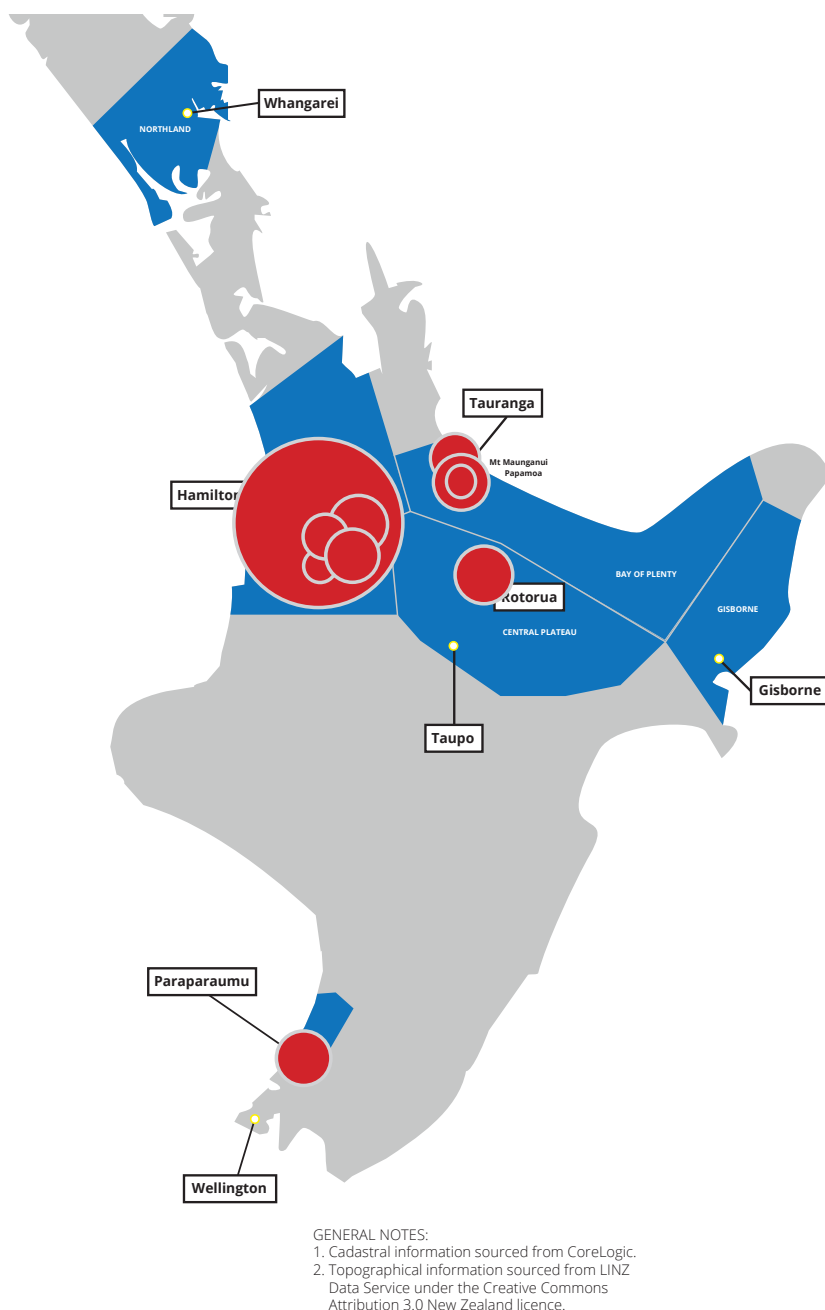 Whangarei
NORTHLAND
Tauranga
Mt Maunganui
Papamoa
Hamilton
BAY OF PLENTY
Rotorua
GISBORNE
CENTRAL PLATEAU
Gisborne
Taupo
Paraparaumu
Wellington
GENERAL NOTES:
1. Cadastral information sourced from CoreLogic.
2. Topographical information sourced from LINZ
Data Service under the Creative Commons
Attribution 3.0 New Zealand licence.